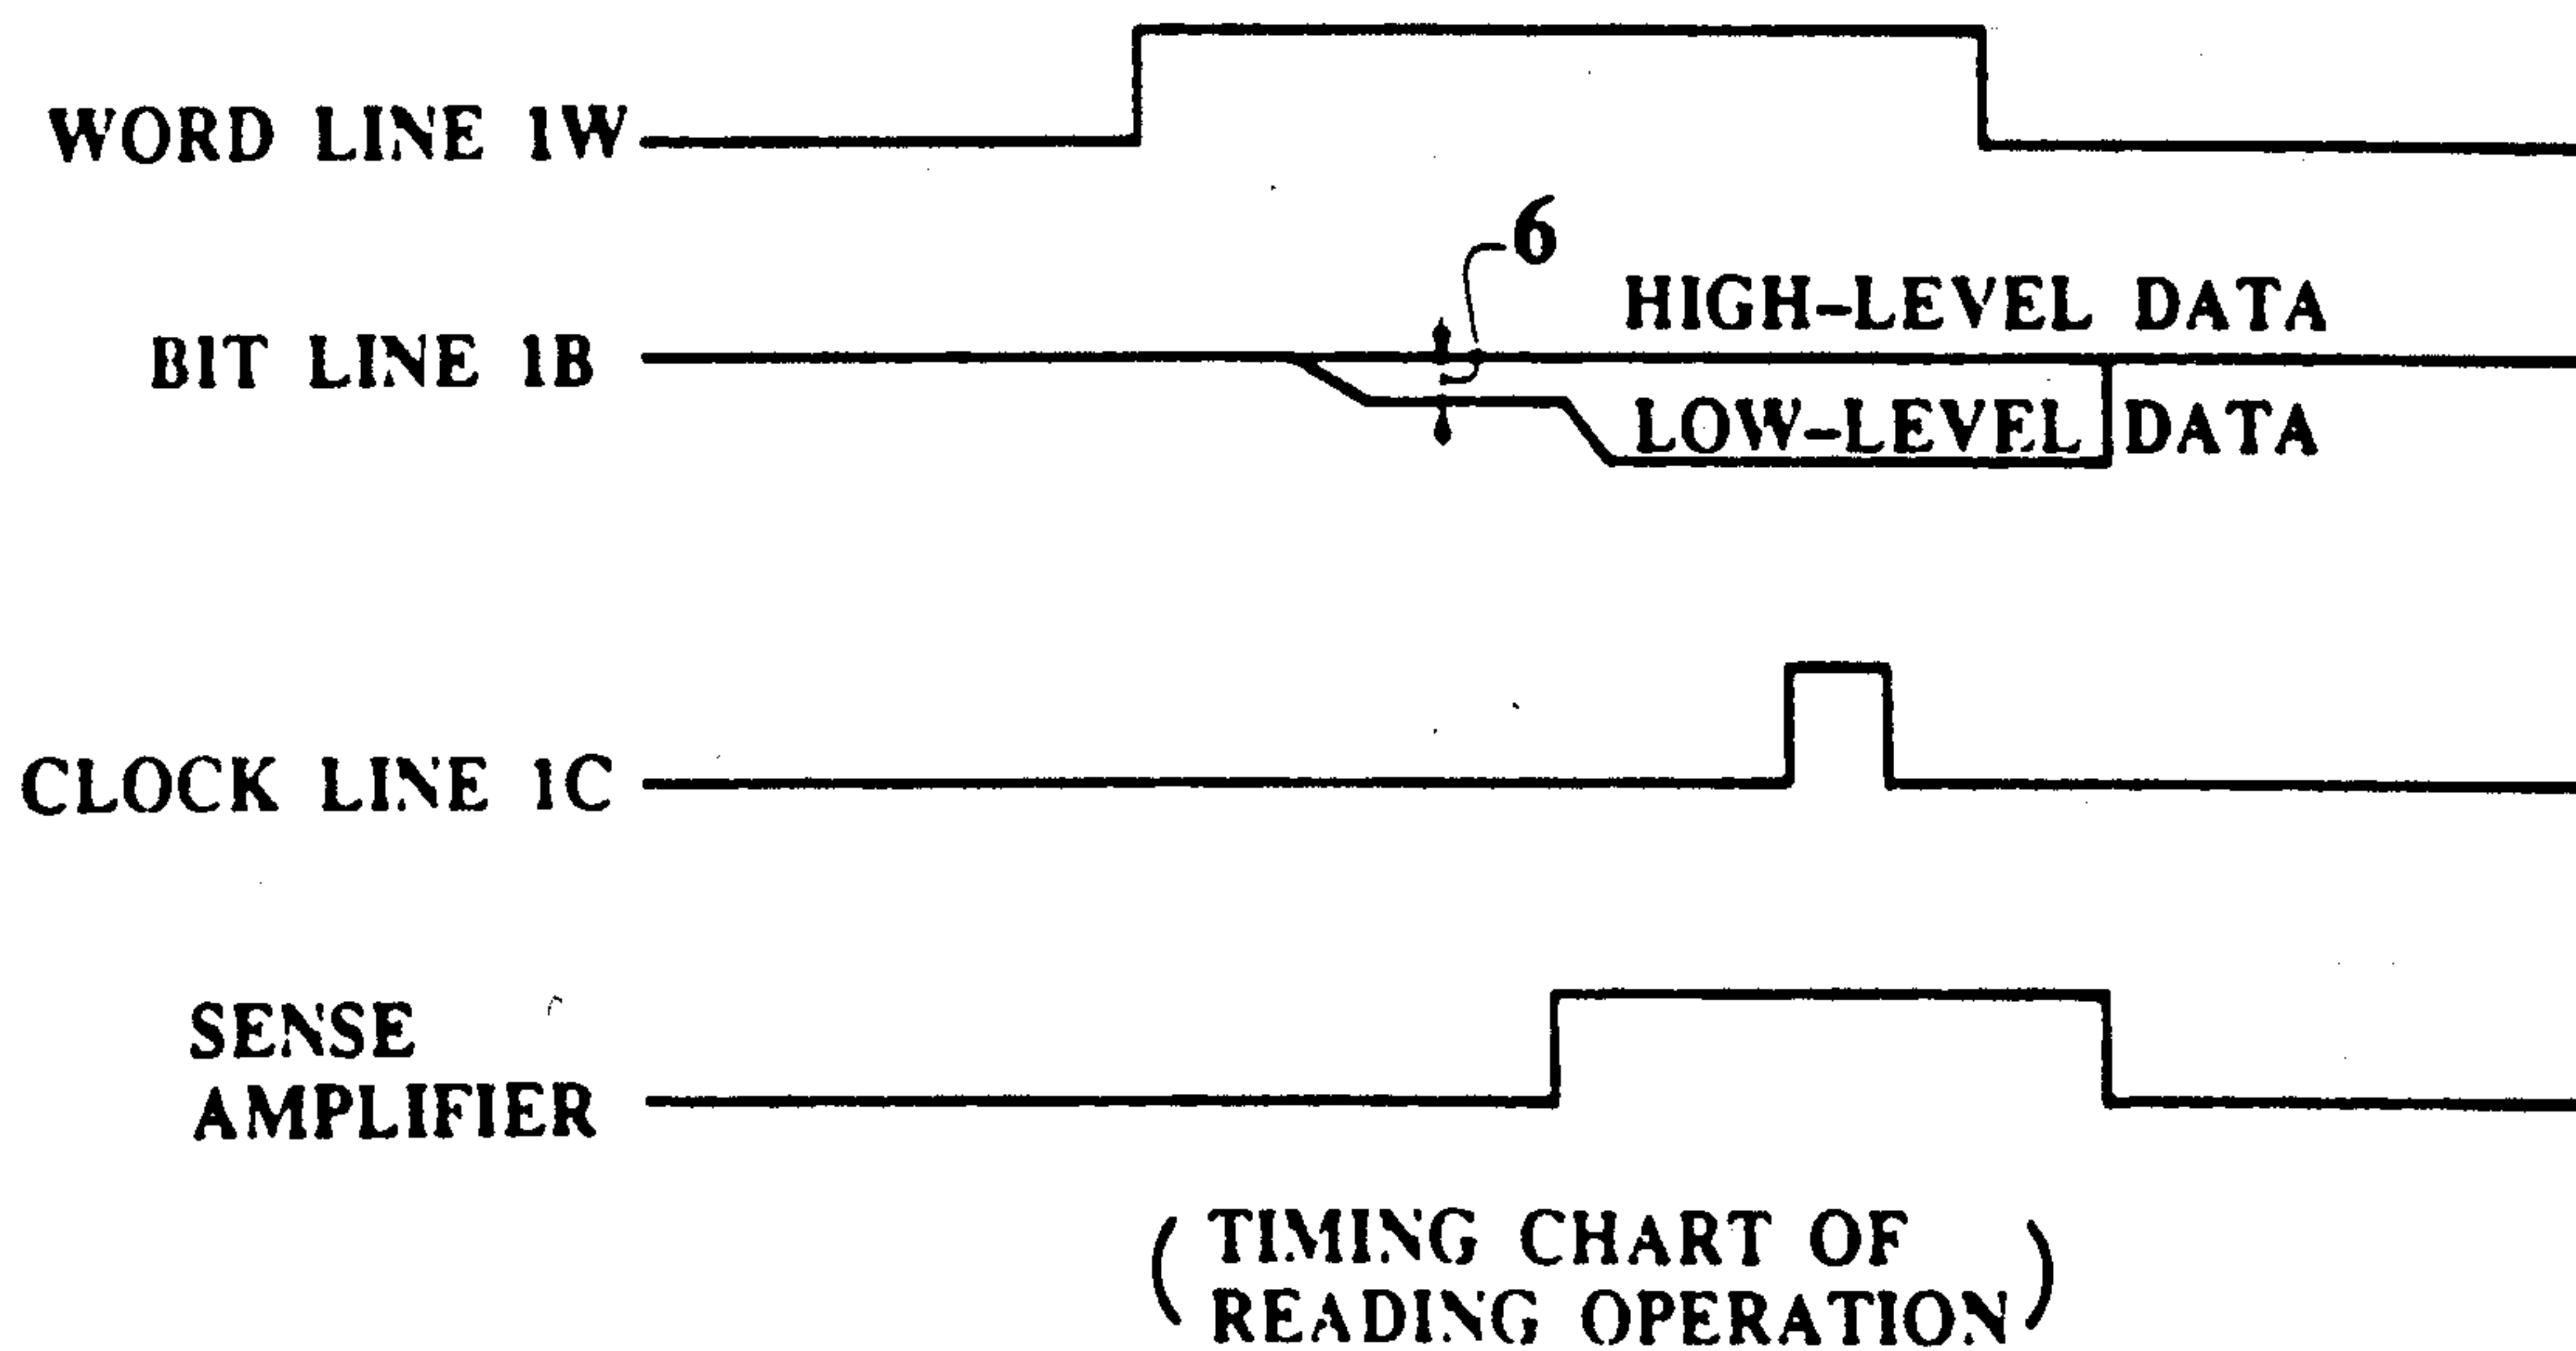 WORD LINE 1W
6
HIGH-LEVEL DATA
BIT LINE 1B
LOW-LEVEL DATA
CLOCK LINE 1C
SENSE
AMPLIFIER
( TIMING CHART OF
READING OPERATION )